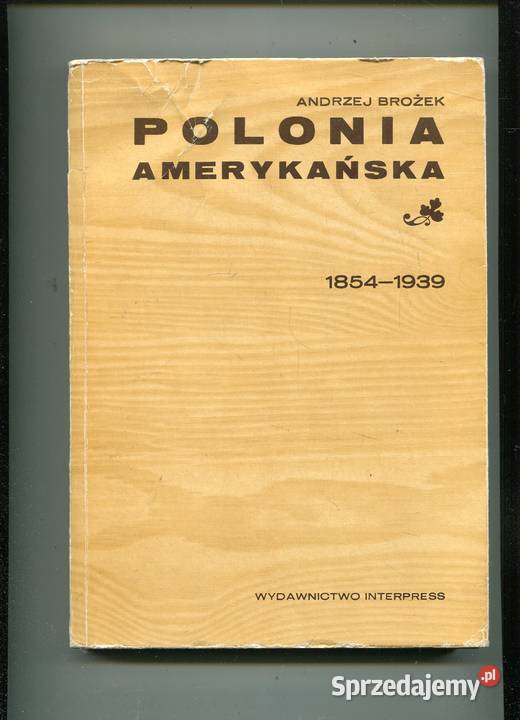 ANDRZEJ BROŻEK
POLONIA
AMERYKAŃSKA
1854—1939
WYDAWNICTWO INTERPRESS
Sprzedajemy.pl